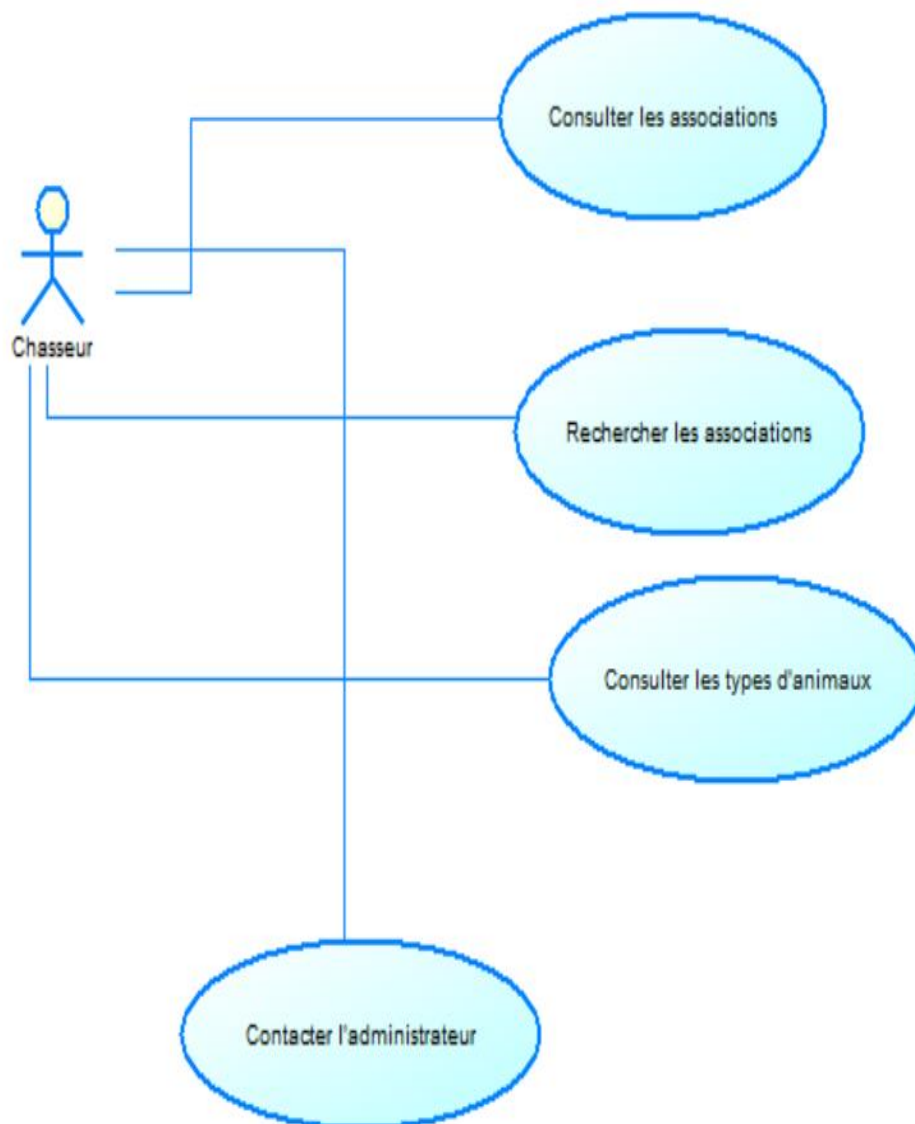 Consulter les associations
Chasseur
Rechercher les associations
Consulter les types d'animaux
Contacter l'administrateur